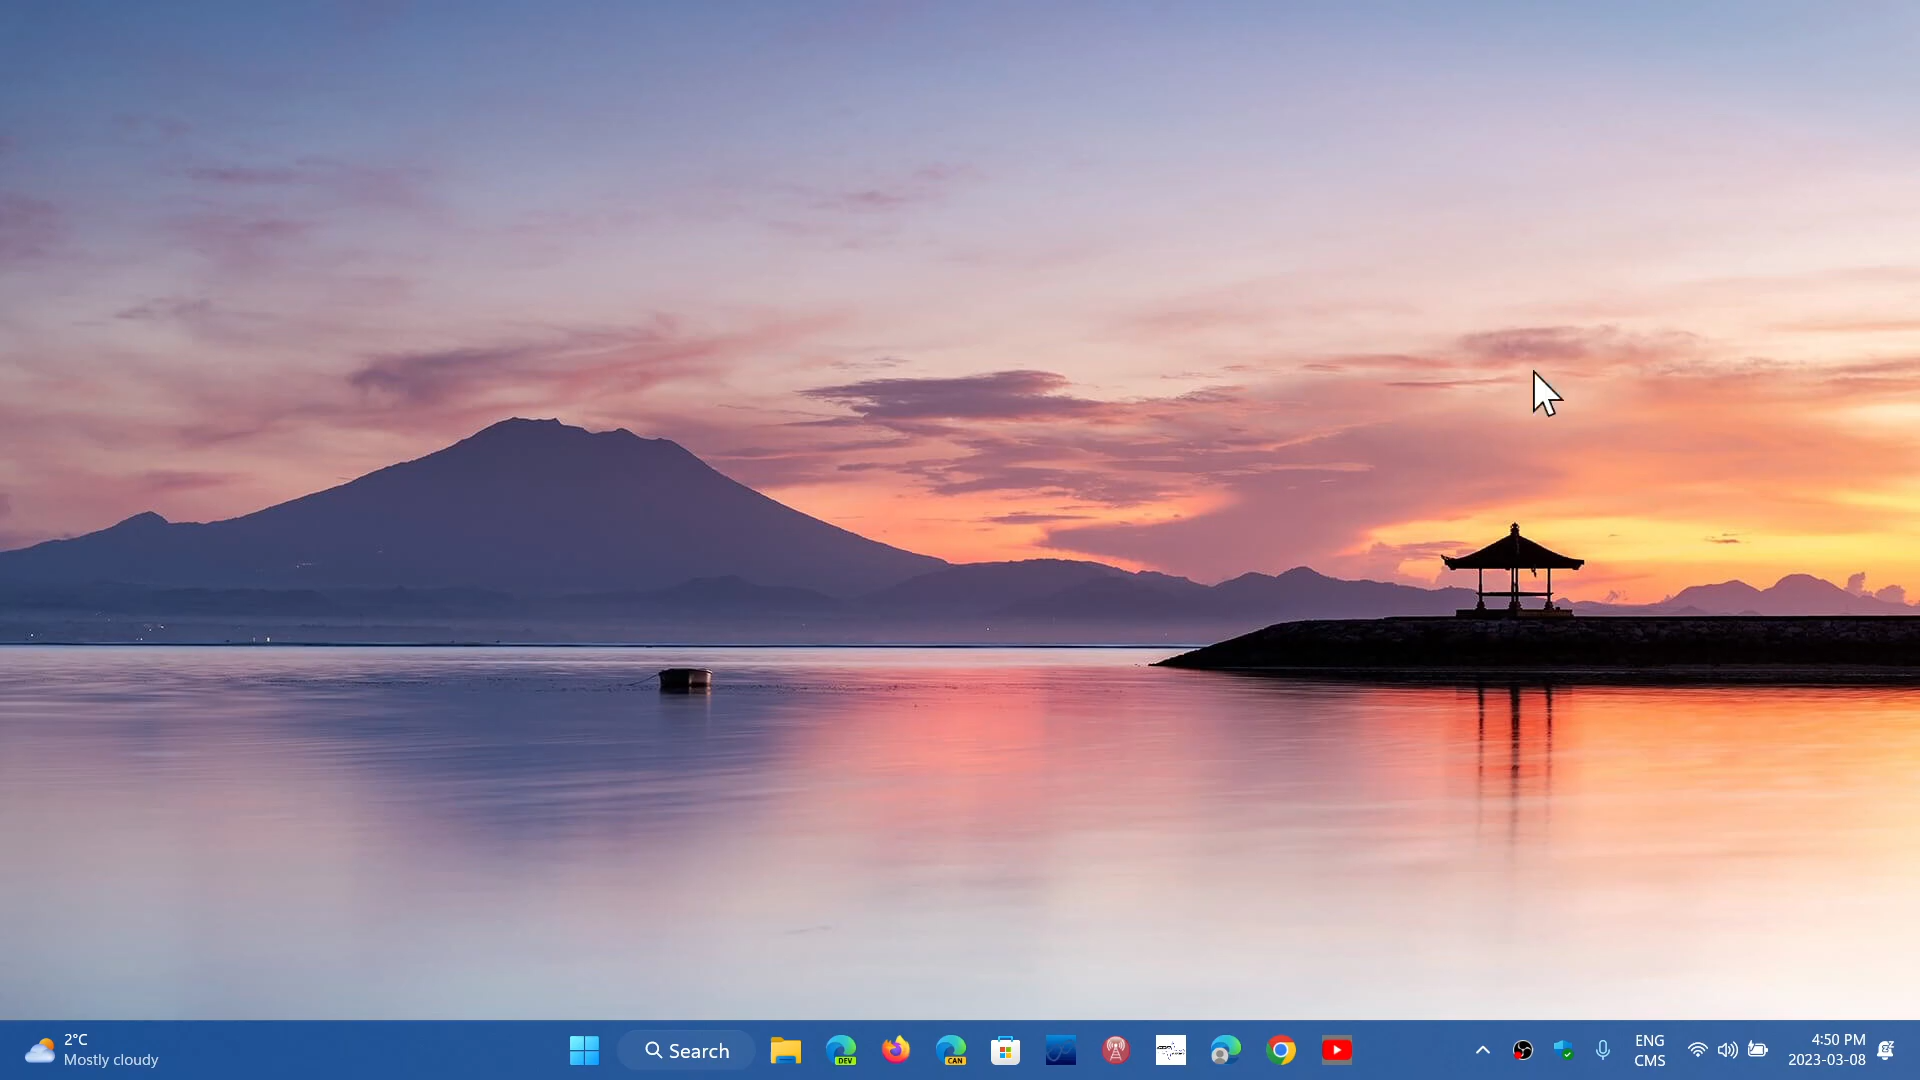 2°C
Mostly cloudy
Search
DEV
CAN
ENG
CMS
4:50 PM
2023-03-08